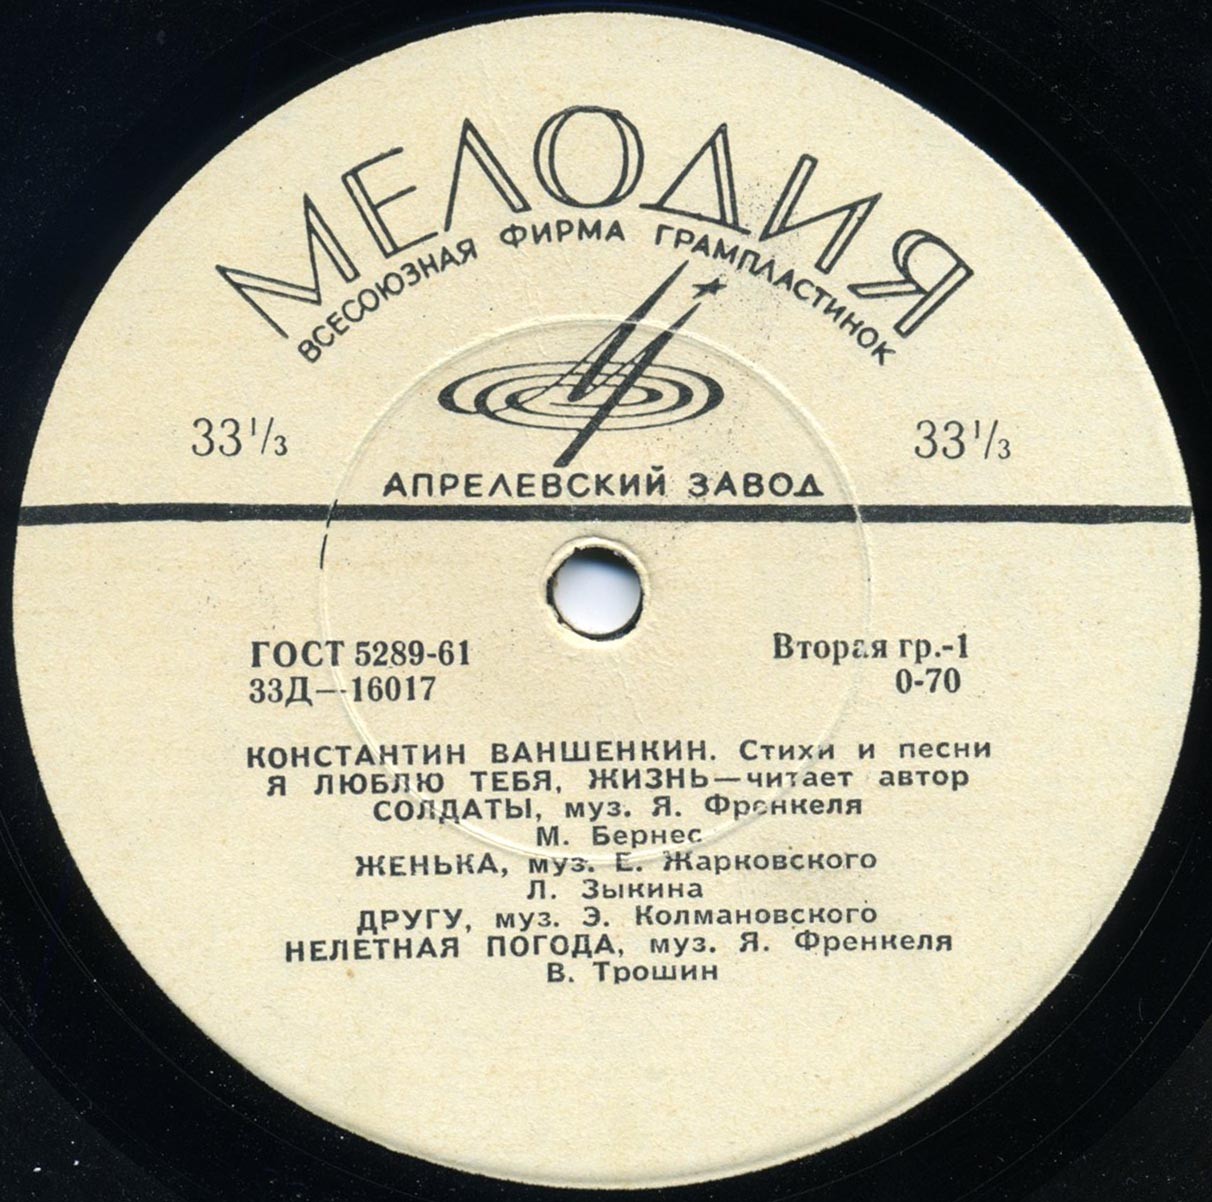 МЕЛОДИЯ
ВСЕСОЮЗНАЯ ФИРМА ГРАМПЛАСТИНОК
33⅓ 33⅓
АПРЕЛЕВСКИЙ ЗАВОД
ГОСТ 5289-61 Вторая гр.-1
33Д—16017 0-70
КОНСТАНТИН ВАНШЕНКИН. Стихи и песни
Я ЛЮБЛЮ ТЕБЯ, ЖИЗНЬ—читает автор
СОЛДАТЫ, муз. Я. Френкеля
М. Бернес
ЖЕНЬКА, муз. Е. Жарковского
Л. Зыкина
ДРУГУ, муз. Э. Колмановского
НЕЛЕТНАЯ ПОГОДА, муз. Я. Френкеля
В. Трошин